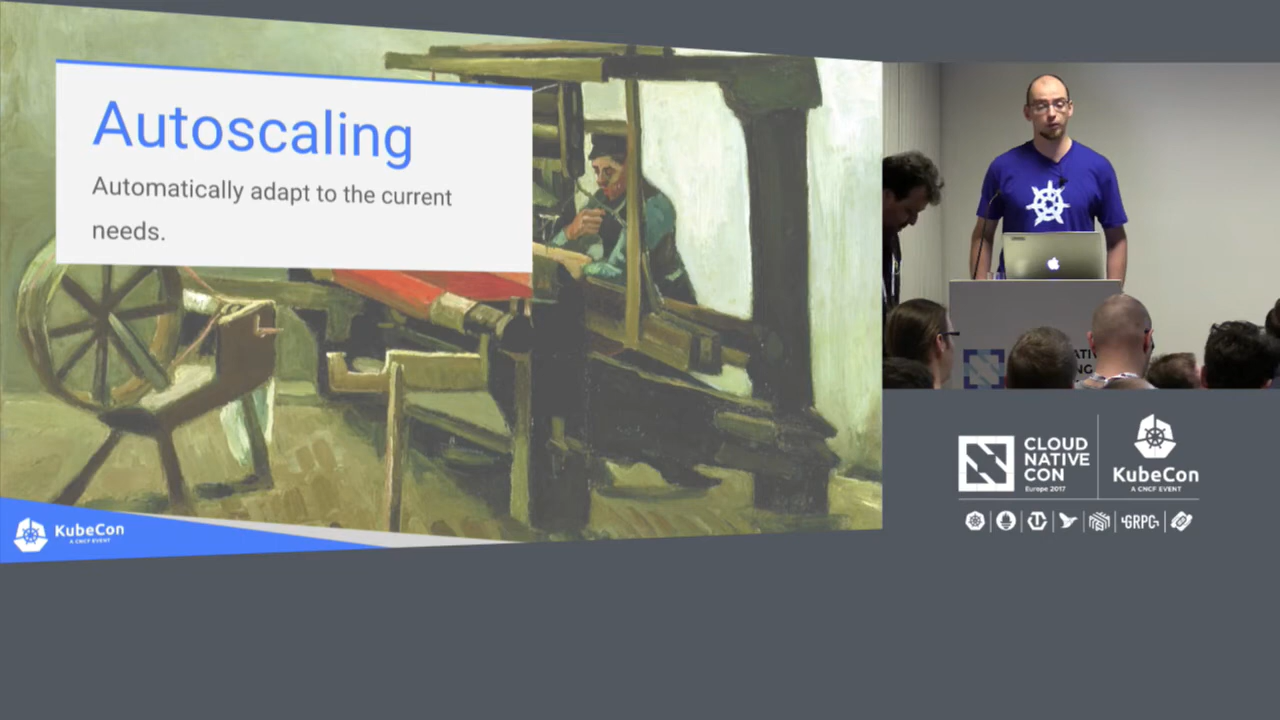 Autoscaling
Automatically adapt to the current
needs.
KubeCon
A CNCF EVENT
CLOUD
NATIVE
CON
Europe 2017
KubeCon
A CNCF EVENT
GRPC